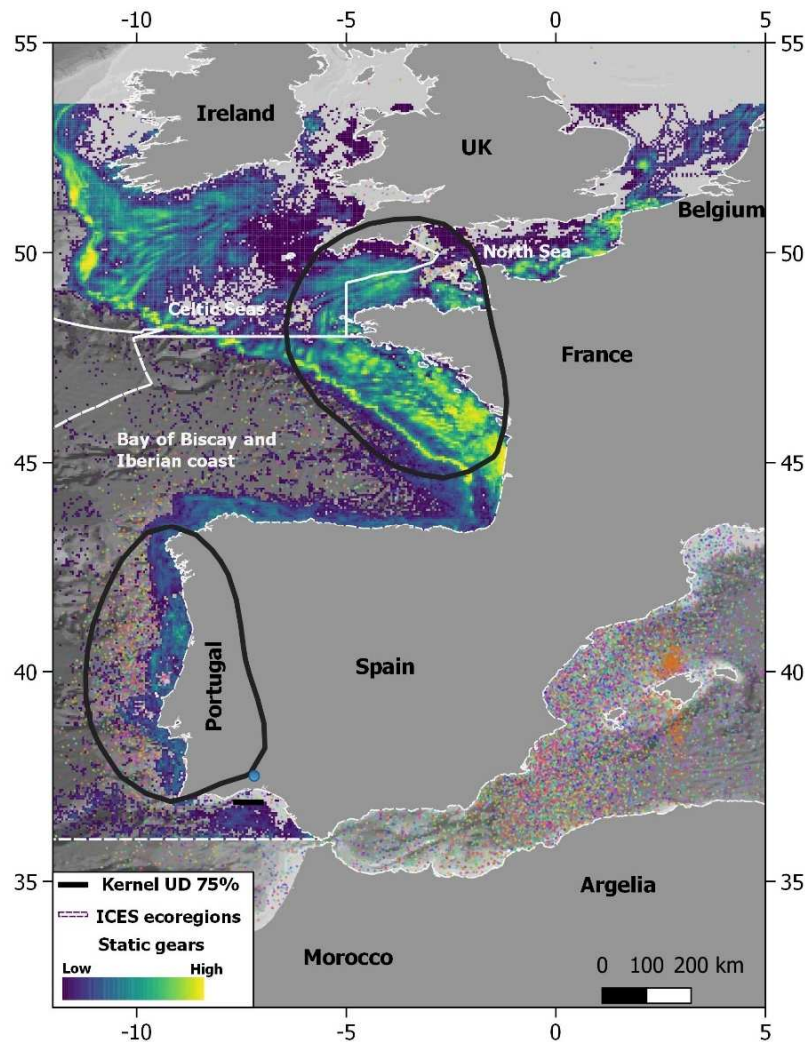 -10 -5 0 5
55 55
Ireland
UK
Belgium
50 50
North Sea
Celtic Seas
France
Bay of Biscay and
Iberian coast
45 45
Portugal
Spain
40 40
35 35
Argelia
Morocco
Kernel UD 75%
ICES ecoregions
Static gears
Low High
0 100 200 km
-10 -5 0 5